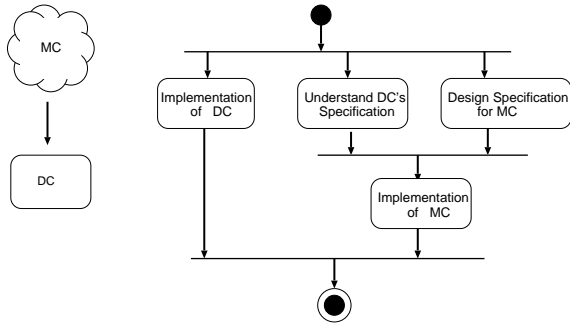 MC
DC
Implementation
of DC
Understand DC's
Specification
Design Specification
for MC
Implementation
of MC